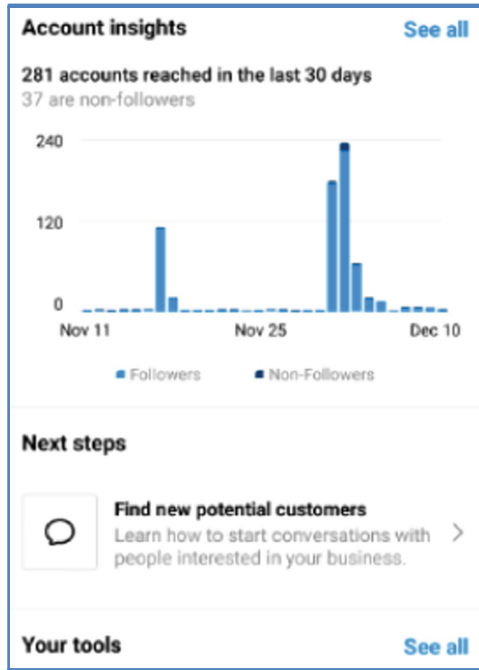 Account insights See all
281 accounts reached in the last 30 days
37 are non-followers
240
120
0
Nov 11 Nov 25 Dec 10
Followers Non-Followers
Next steps
Find new potential customers
Learn how to start conversations with
people interested in your business.
Your tools See all